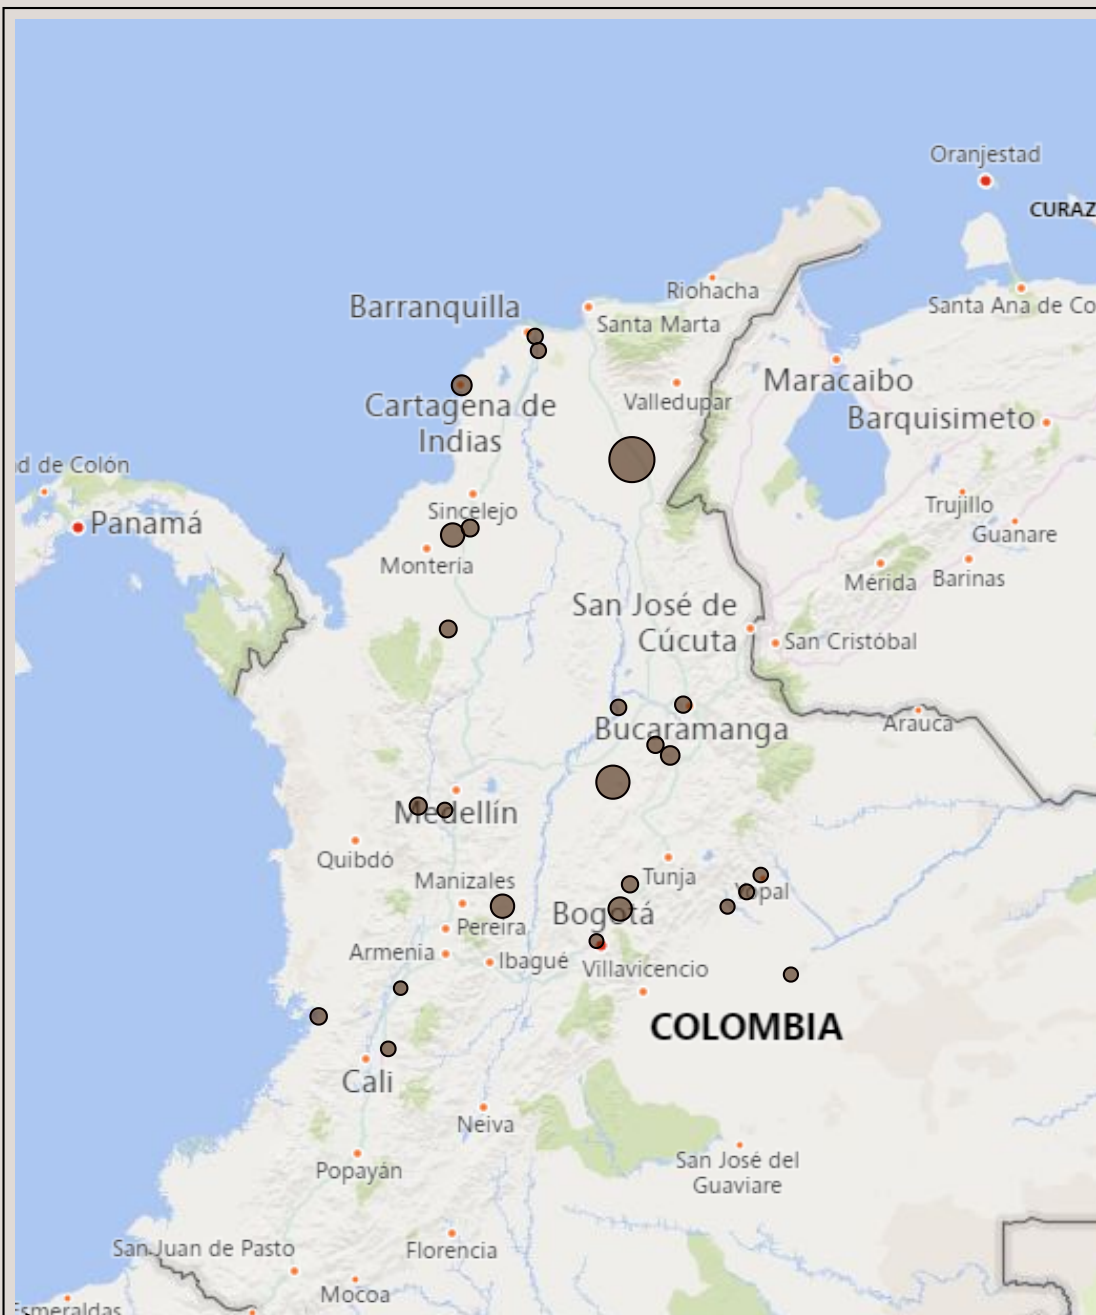 Oranjestad
CURAZ
Riohacha
Santa Ana de Co
Barranquilla
Santa Marta
Maracaibo
Valledupar
Cartagena de
Indias
Barquisimeto
d de Colón
Panamá
Sincelejo
Trujillo
Guanare
Montería
Mérida
Barinas
San José de
Cúcuta
San Cristóbal
Bucaramanga
Arauca
Medellín
Quibdó
Manizales
Tunja
Yopal
Bogotá
Pereira
Armenia
Ibagué
Villavicencio
COLOMBIA
Cali
Neiva
Popayán
San José del
Guaviare
San Juan de Pasto
Florencia
Mocoa
Esmeraldas